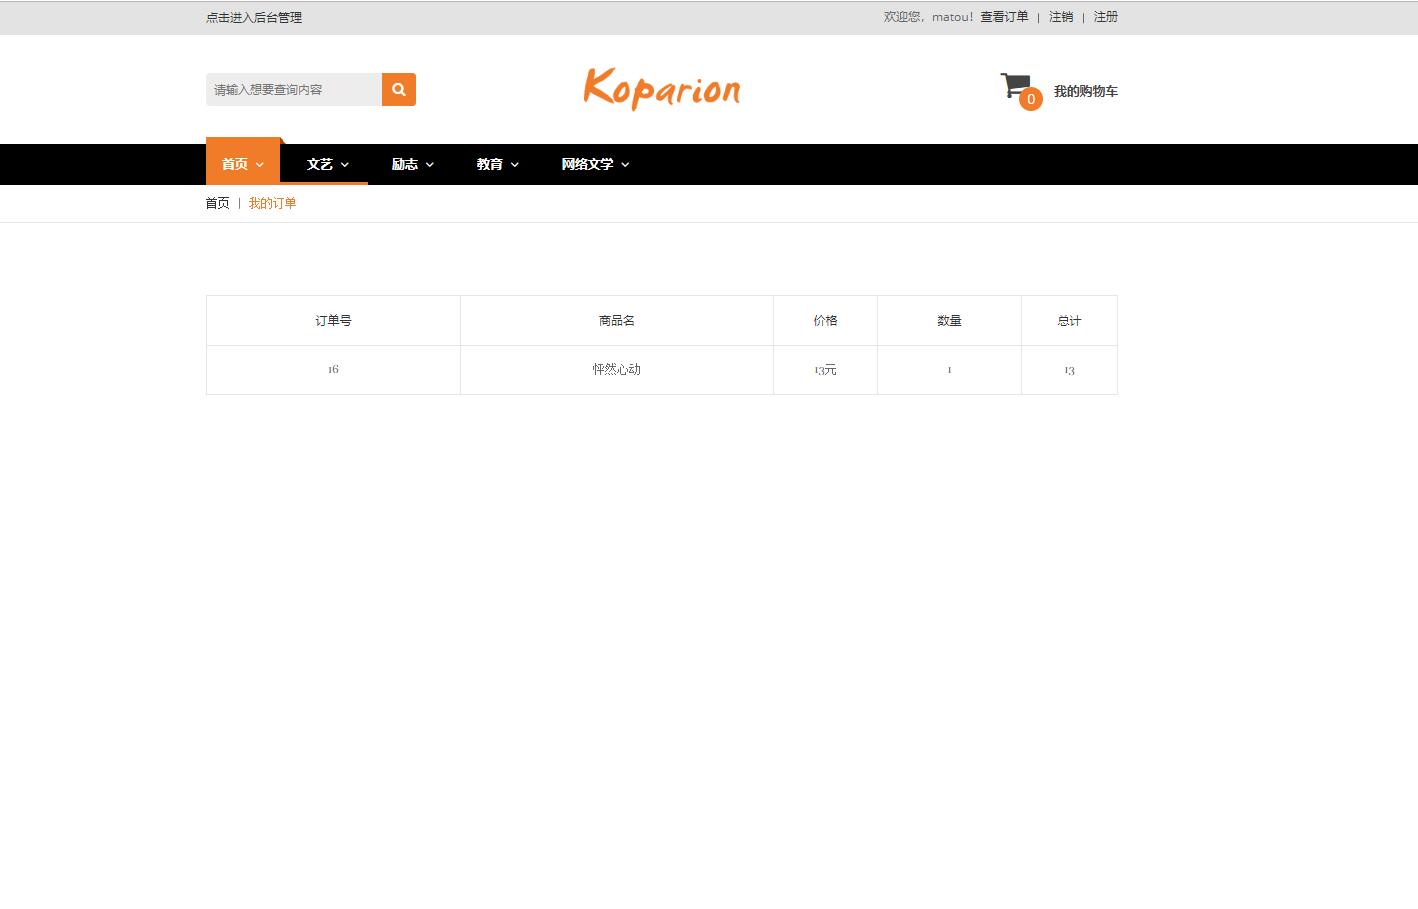 点击进入后台管理 欢迎您，matou! 查看订单 | 注销 | 注册
请输入想要查询内容 Koparion 0 我的购物车
首页 文艺 励志 教育 网络文学
首页 | 我的订单
订单号 商品名 价格 数量 总计
16 怦然心动 13元 1 13